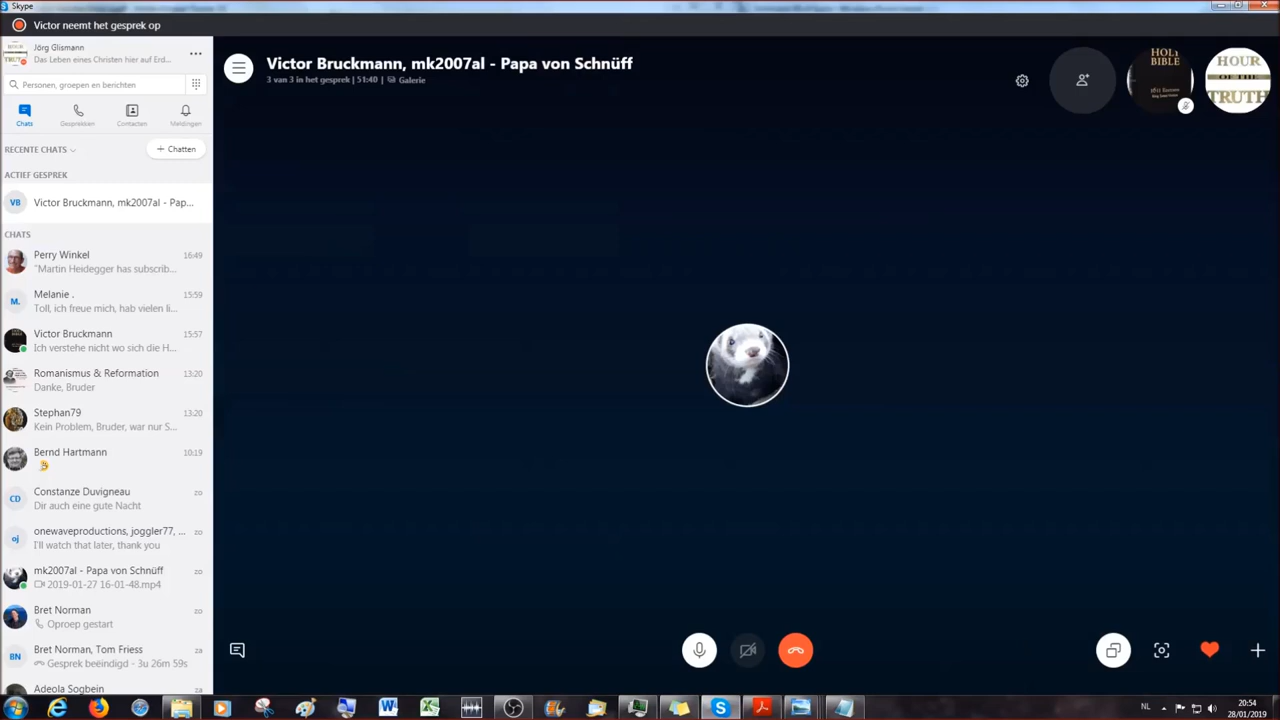 Skype
Victor neemt het gesprek op
Jörg Glismann
Das Leben eines Christen hier auf Erd...
Personen, groepen en berichten
Chats
Gesprekken
Contacten
Meldingen
RECENTE CHATS
Chatten
ACTIEF GESPREK
VB
Victor Bruckmann, mk2007al - Pap...
CHATS
Perry Winkel
16:49
"Martin Heidegger has subscrib...
M.
Melanie .
15:59
Toll, ich freue mich, hab vielen li...
Victor Bruckmann
15:57
Ich verstehe nicht wo sich die H...
Romanismus & Reformation
13:20
Danke, Bruder
Stephan79
13:20
Kein Problem, Bruder, war nur S...
Bernd Hartmann
10:19
CD
Constanze Duvigneau
zo
Dir auch eine gute Nacht
oj
onewaveproductions, joggler77, ...
zo
I'll watch that later, thank you
mk2007al - Papa von Schnüff
zo
2019-01-27 16-01-48.mp4
Bret Norman
zo
Oproep gestart
BN
Bret Norman, Tom Friess
za
Gesprek beëindigd - 3u 26m 59s
Adeola Sogbein
za
Victor Bruckmann, mk2007al - Papa von Schnüff
3 van 3 in het gesprek | 51:40 | Galerie
HOLY
BIBLE
HOUR
OF THE
TRUTH
NL
20:54
28/01/2019